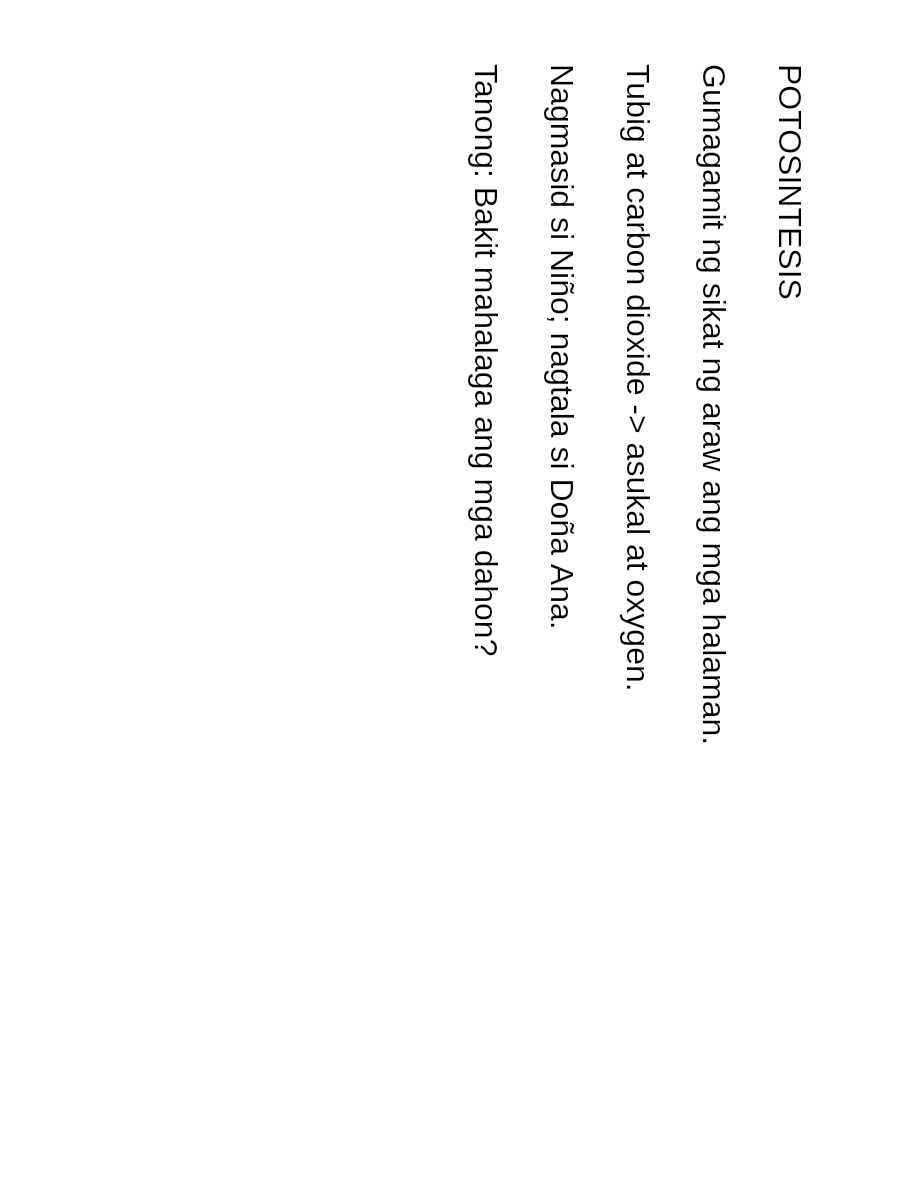 POTOSINTESIS
Gumagamit ng sikat ng araw ang mga halaman.
Tubig at carbon dioxide -> asukal at oxygen.
Nagmasid si Niño; nagtala si Doña Ana.
Tanong: Bakit mahalaga ang mga dahon?